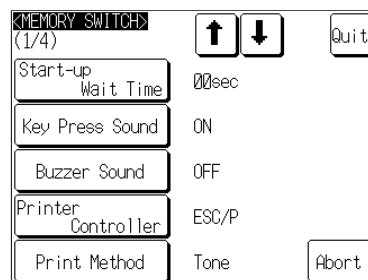 <MEMORY SWITCH>
(1/4)
Quit
Start-up
Wait Time
00sec
Key Press Sound
ON
Buzzer Sound
OFF
Printer
Controller
ESC/P
Print Method
Tone
Abort